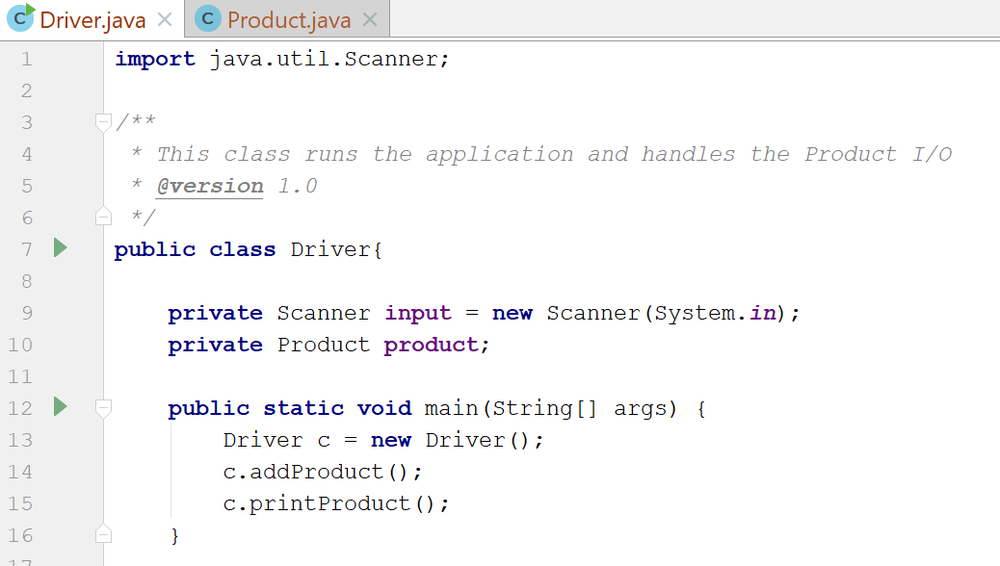 Driver.java Product.java
1 import java.util.Scanner;
2
3 /**
4 * This class runs the application and handles the Product I/O
5 * @version 1.0
6 */
7 public class Driver{
8
9 private Scanner input = new Scanner(System.in);
10 private Product product;
11
12 public static void main(String[] args) {
13 Driver c = new Driver();
14 c.addProduct();
15 c.printProduct();
16 }
17